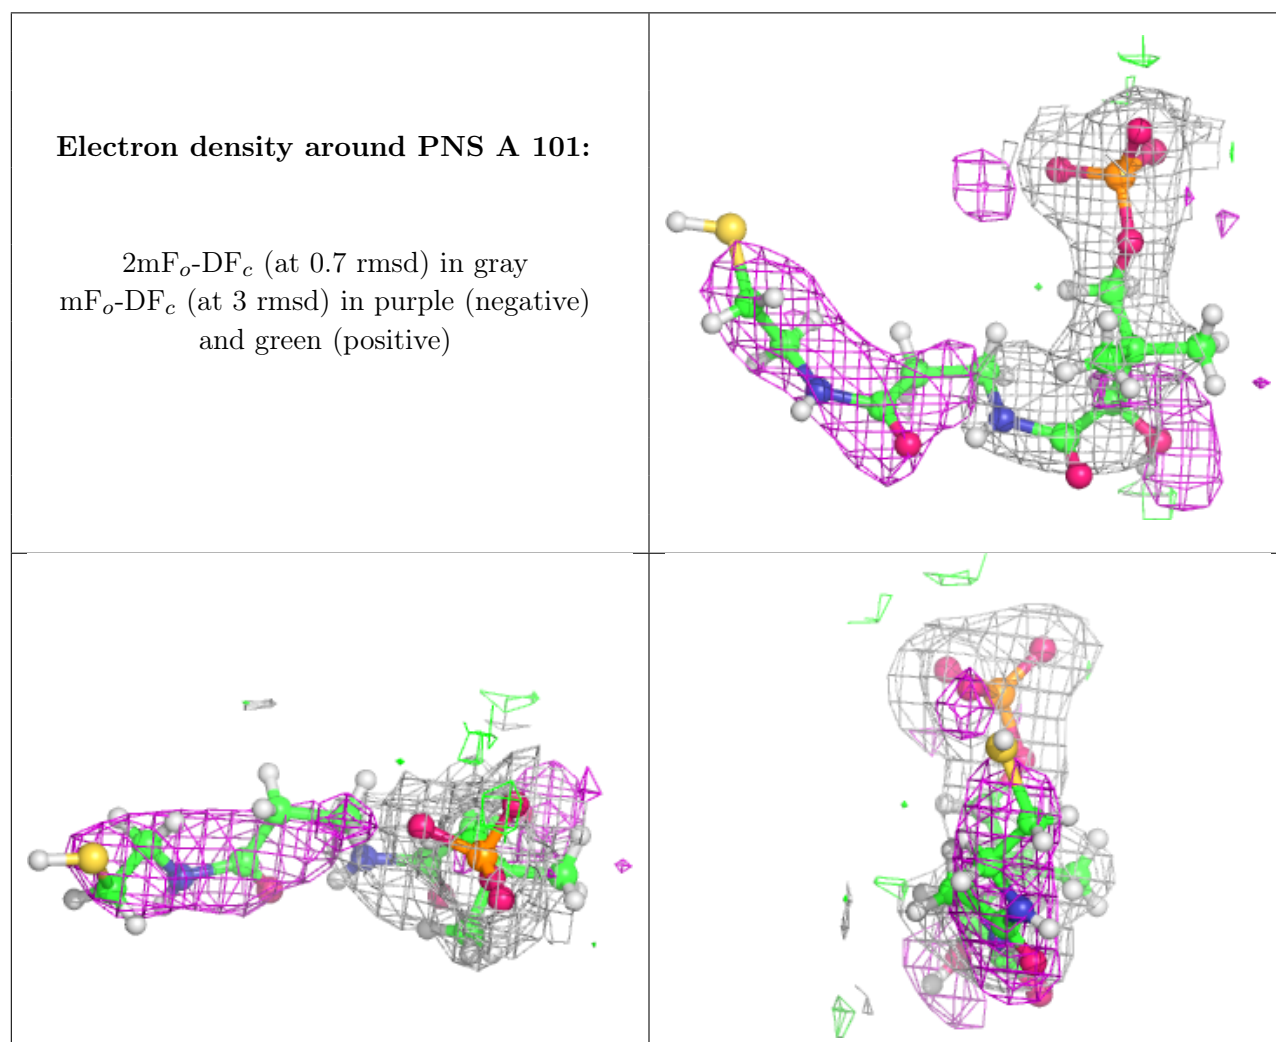 Electron density around PNS A 101:
2mFo-DFc (at 0.7 rmsd) in gray
mFo-DFc (at 3 rmsd) in purple (negative)
and green (positive)